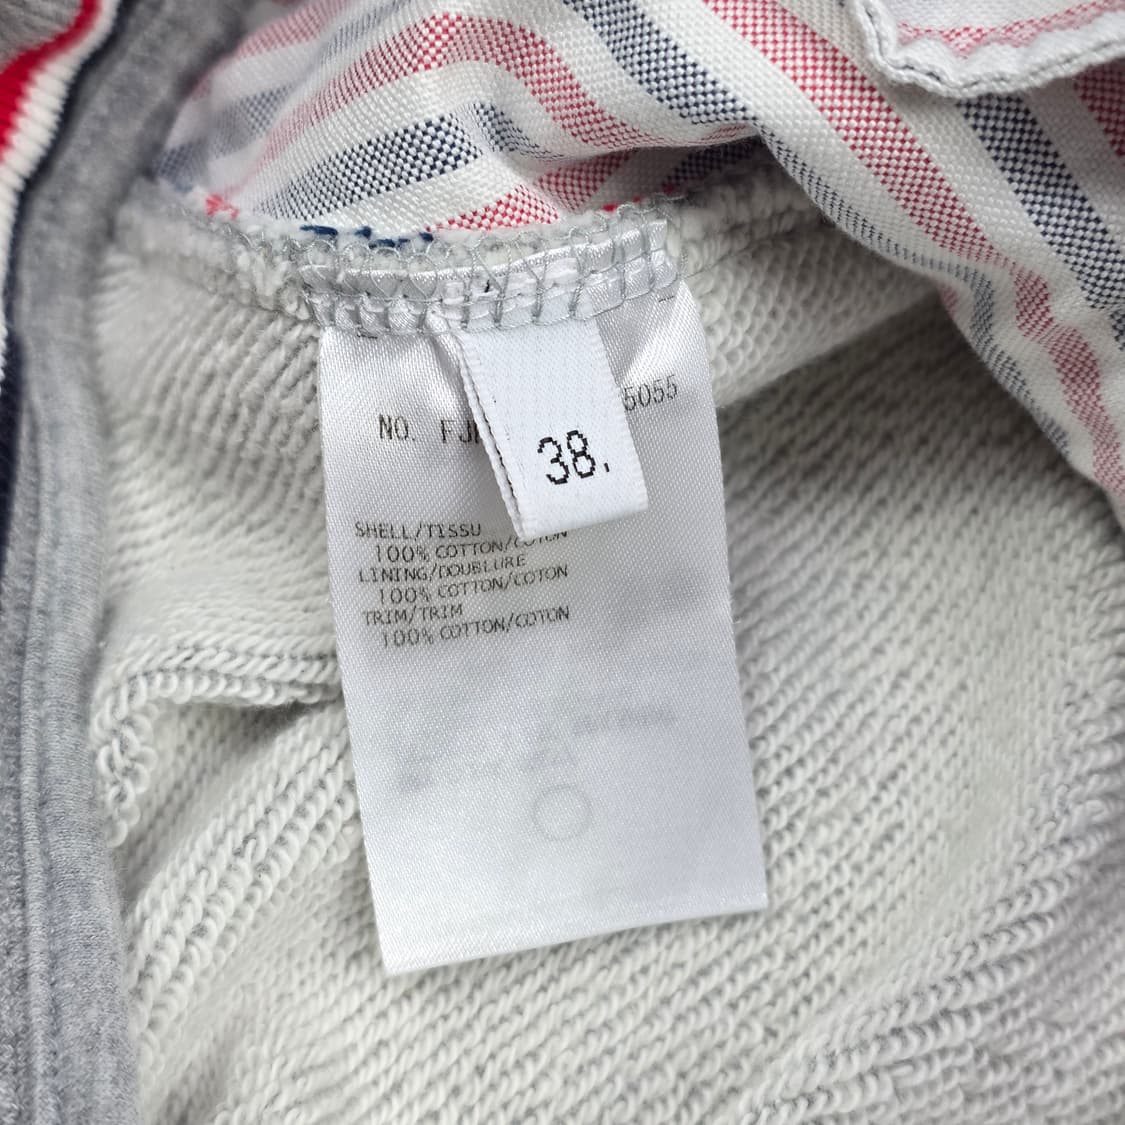 NO. FJ 5055
38.
SHELL/TISSU
100% COTTON/COTON
LINING/DOUBLURE
100% COTTON/COTON
TRIM/TRIM
100% COTTON/COTON